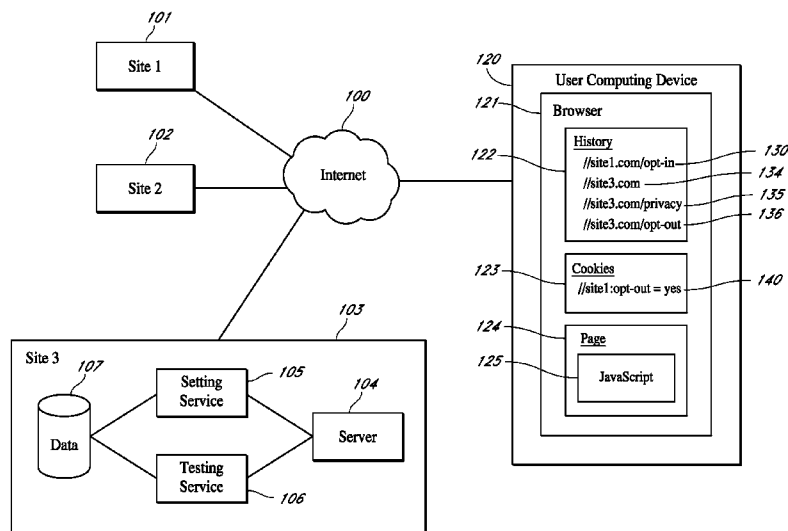 101
Site 1
102
Site 2
100
Internet
103
Site 3
107
Data
Setting
Service
105
Testing
Service
106
104
Server
120
User Computing Device
121
Browser
122
History
//site1.com/opt-in
130
//site3.com
134
//site3.com/privacy
135
//site3.com/opt-out
136
123
Cookies
//site1:opt-out = yes
140
124
Page
125
JavaScript